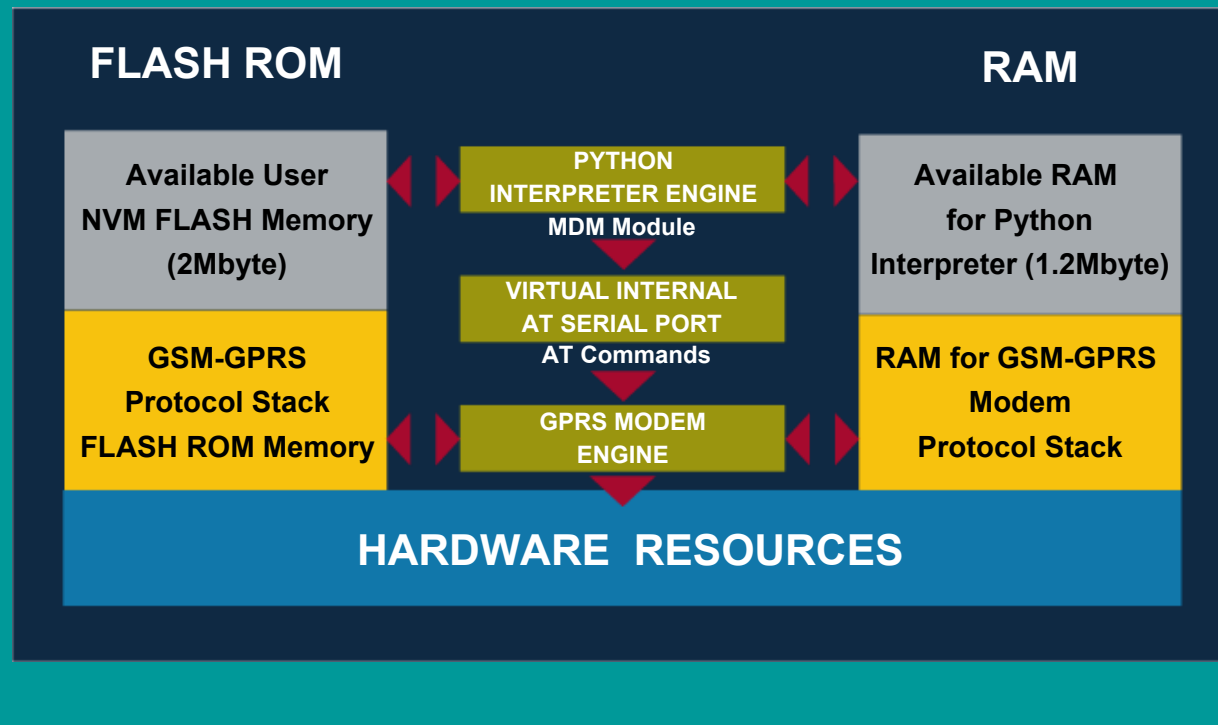 FLASH ROM
RAM
Available User
NVM FLASH Memory
(2Mbyte)
GSM-GPRS
Protocol Stack
FLASH ROM Memory
PYTHON
INTERPRETER ENGINE
MDM Module
VIRTUAL INTERNAL
AT SERIAL PORT
AT Commands
GPRS MODEM
ENGINE
Available RAM
for Python
Interpreter (1.2Mbyte)
RAM for GSM-GPRS
Modem
Protocol Stack
HARDWARE RESOURCES